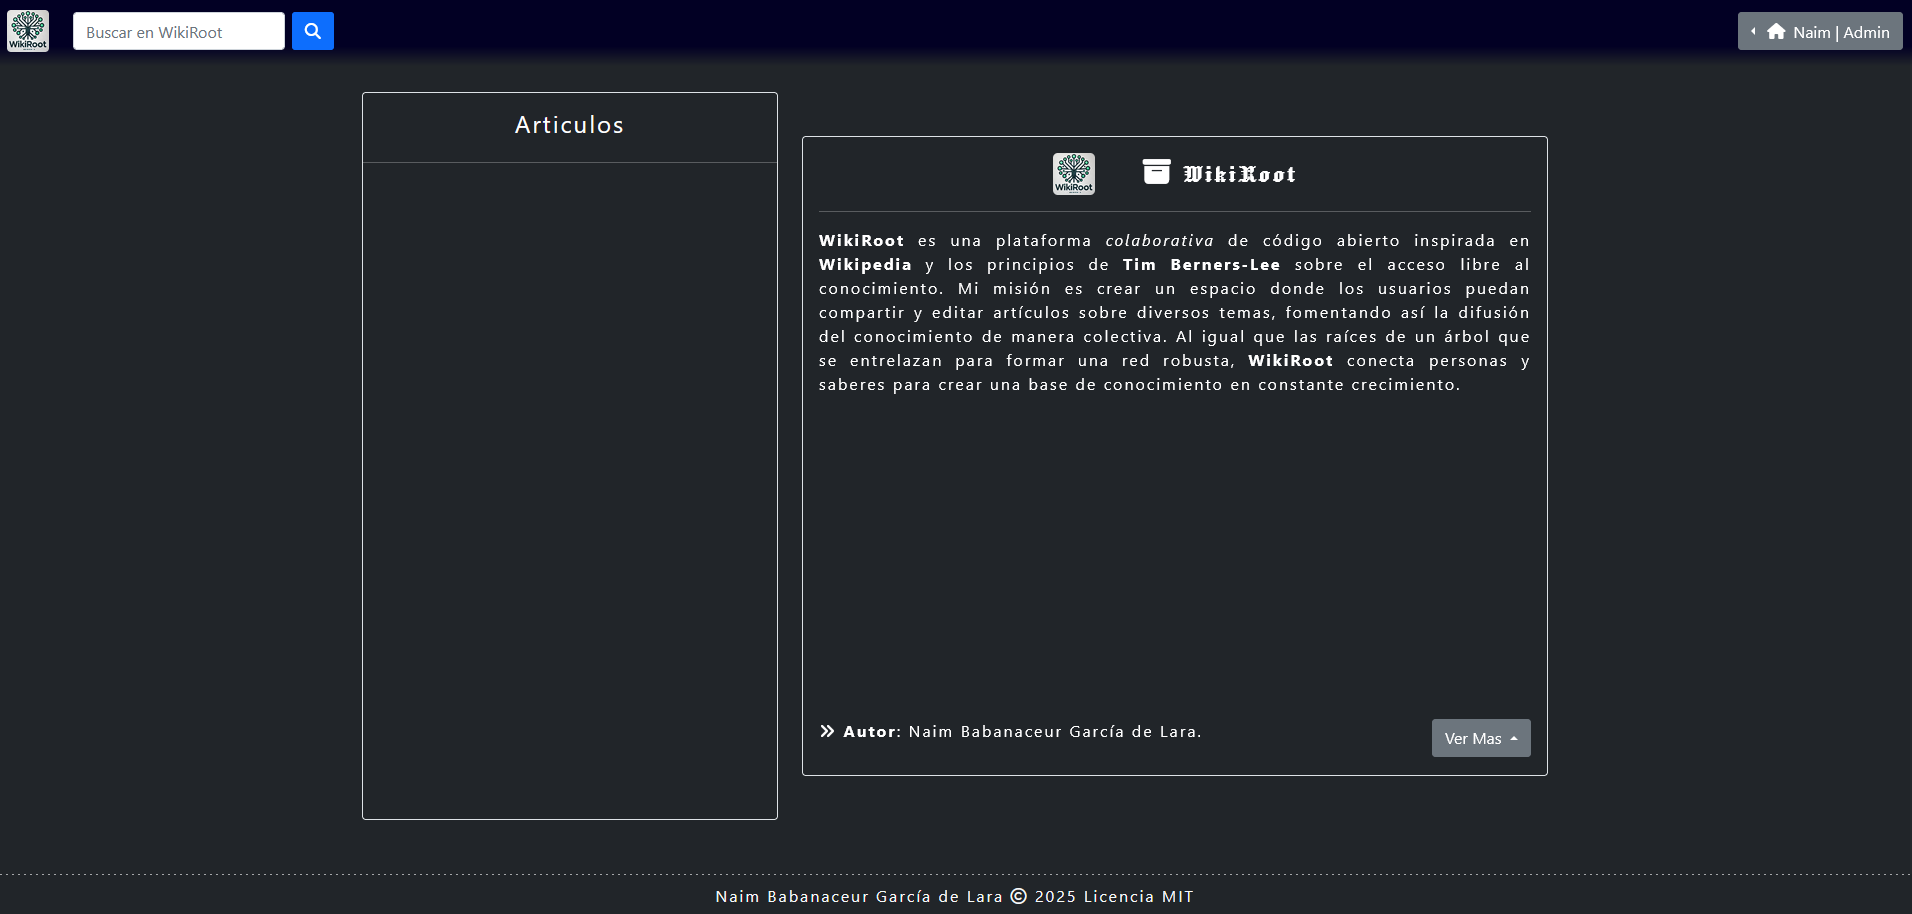 WikiRoot
Buscar en WikiRoot
Naim | Admin
Articulos
WikiRoot
WikiRoot
WikiRoot es una plataforma colaborativa de código abierto inspirada en
Wikipedia y los principios de Tim Berners-Lee sobre el acceso libre al
conocimiento. Mi misión es crear un espacio donde los usuarios puedan
compartir y editar artículos sobre diversos temas, fomentando así la difusión
del conocimiento de manera colectiva. Al igual que las raíces de un árbol que
se entrelazan para formar una red robusta, WikiRoot conecta personas y
saberes para crear una base de conocimiento en constante crecimiento.
Autor: Naim Babanaceur García de Lara.
Ver Mas
Naim Babanaceur García de Lara © 2025 Licencia MIT